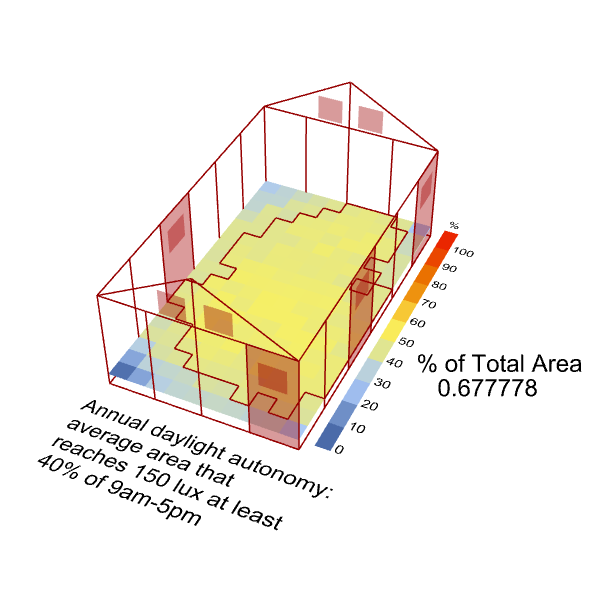 %
100
90
80
70
60
50
40
30
20
10
0
% of Total Area
0.677778
Annual daylight autonomy:
average area that
reaches 150 lux at least
40% of 9am-5pm